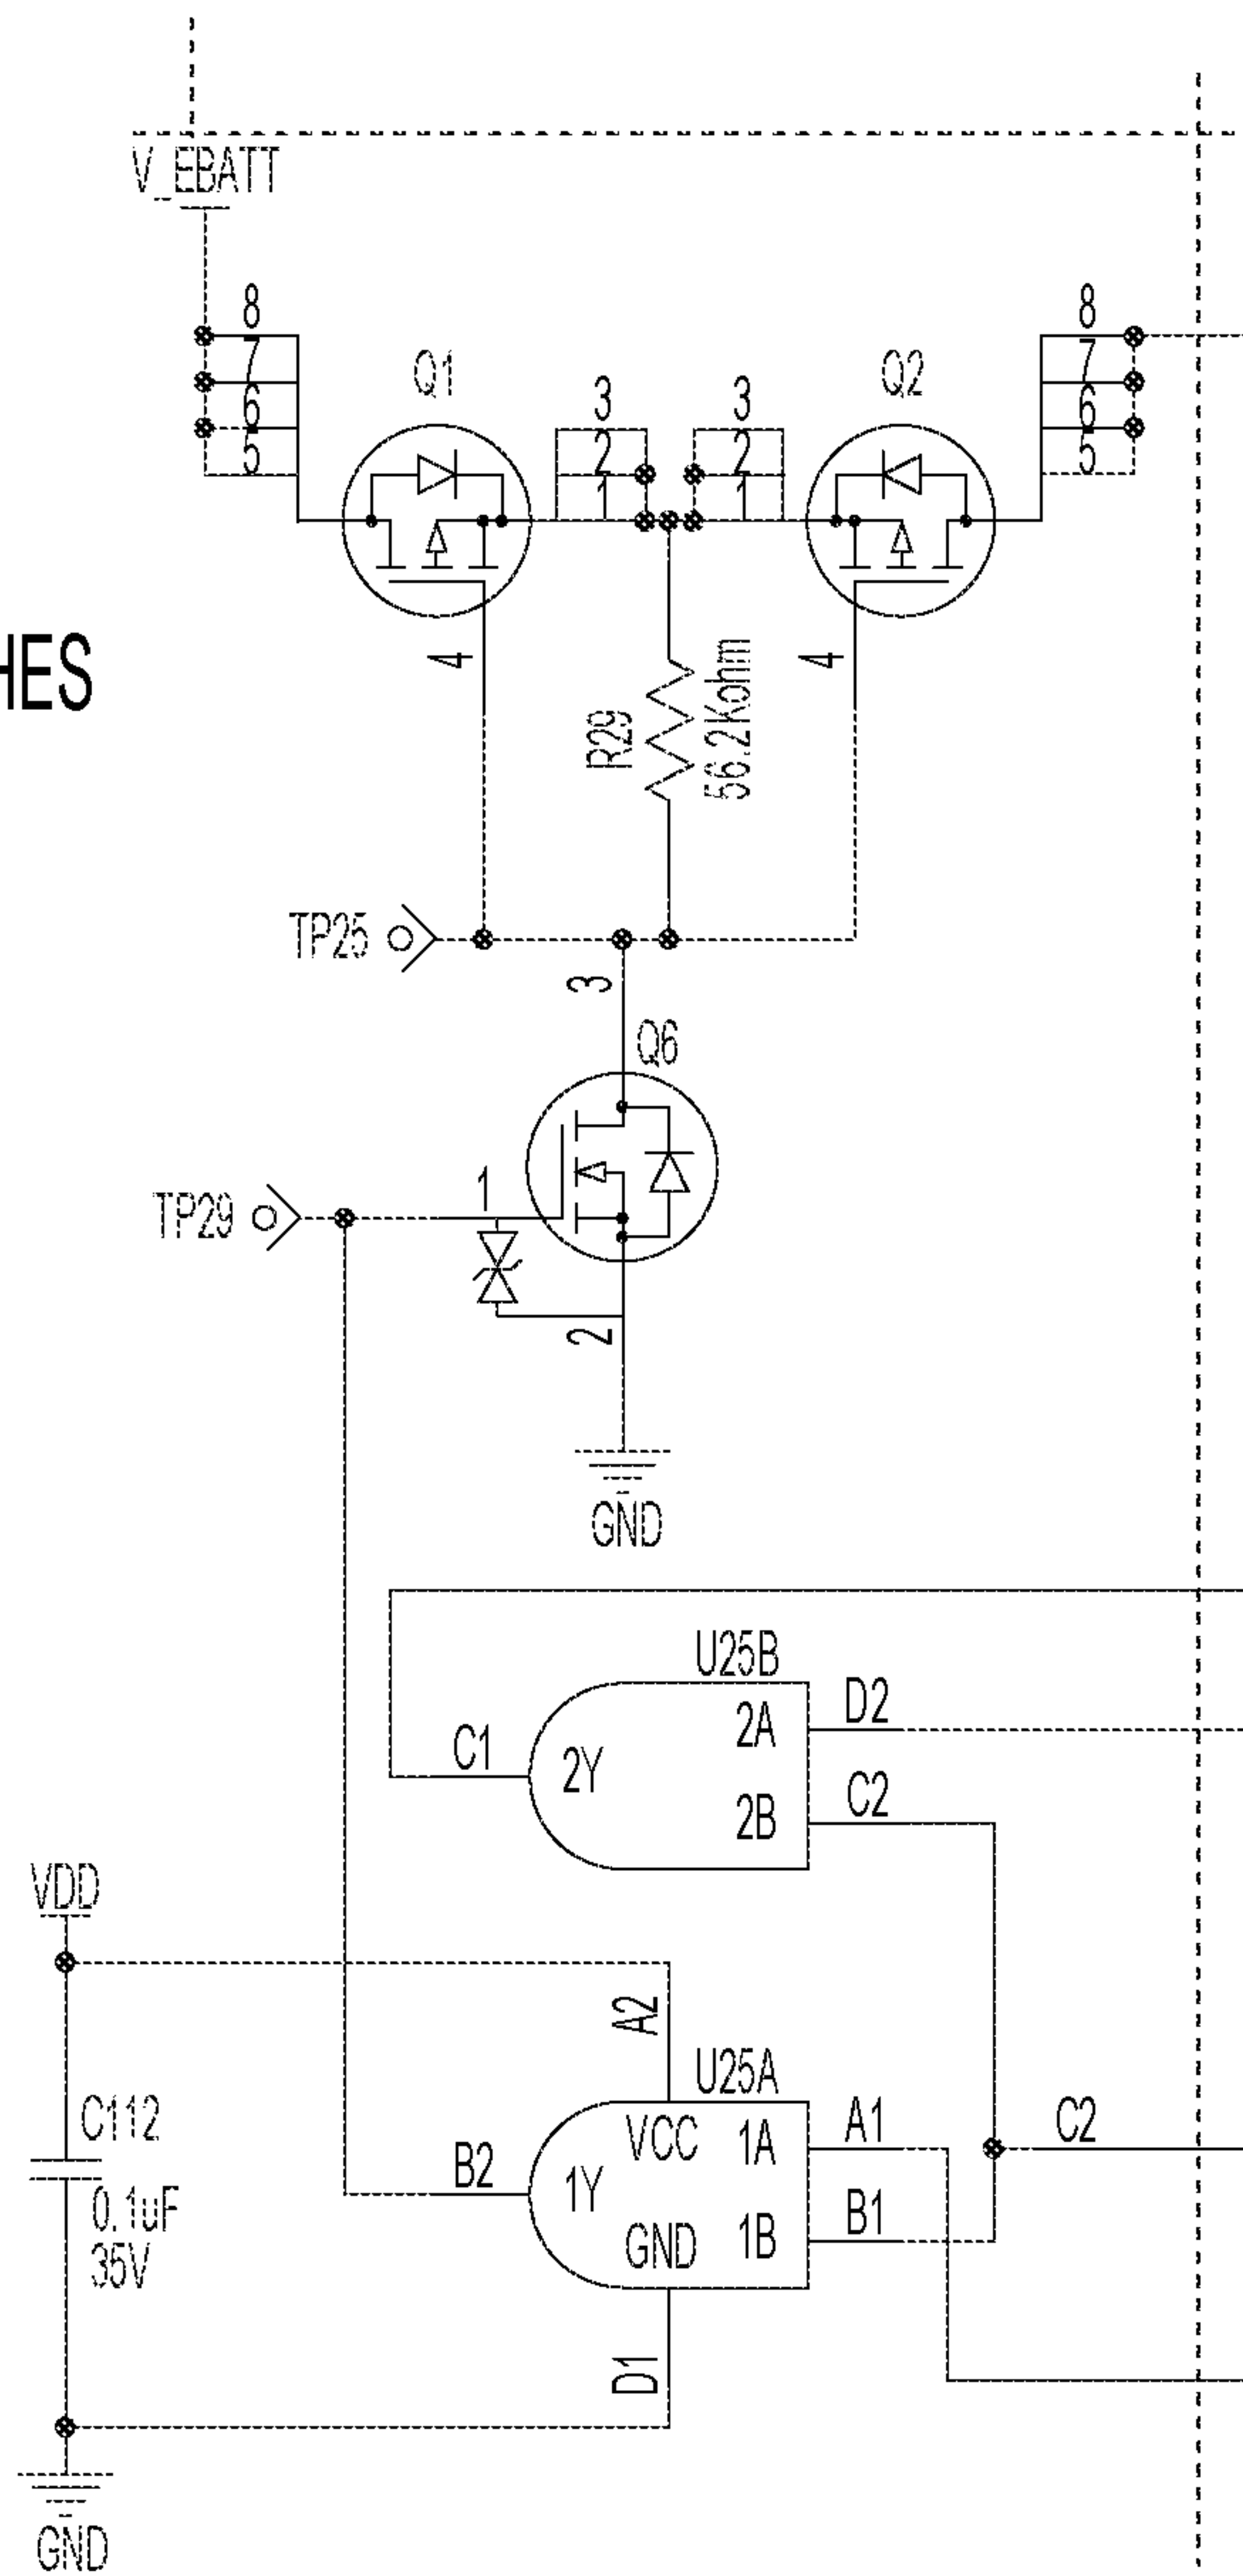 V_EBATT
8
7
6
5
Q1
3
2
1
3
2
1
Q2
8
7
6
5
HES
4
R29
56.2Kohm
4
TP25
3
Q6
TP29
1
2
GND
U25B
2A
D2
C1
2Y
2B
C2
VDD
A2
U25A
C112
VCC
1A
A1
C2
B2
1Y
0.1uF
35V
GND
1B
B1
D1
GND